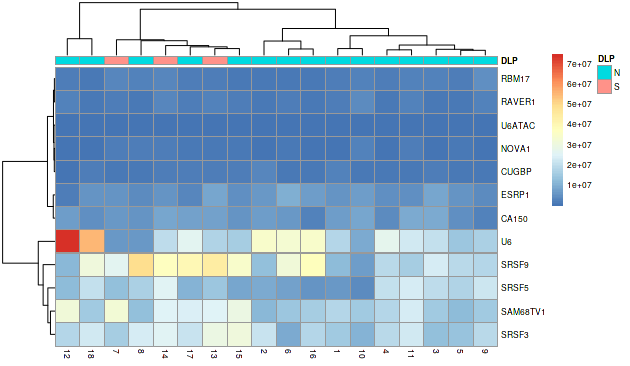 DLP
RBM17
RAVER1
U6ATAC
NOVA1
CUGBP
ESRP1
CA150
U6
SRSF9
SRSF5
SAM68TV1
SRSF3
12 18 7 8 14 17 13 15 2 6 16 1 10 4 11 3 5 9
7e+07
6e+07
5e+07
4e+07
3e+07
2e+07
1e+07
DLP
N
S